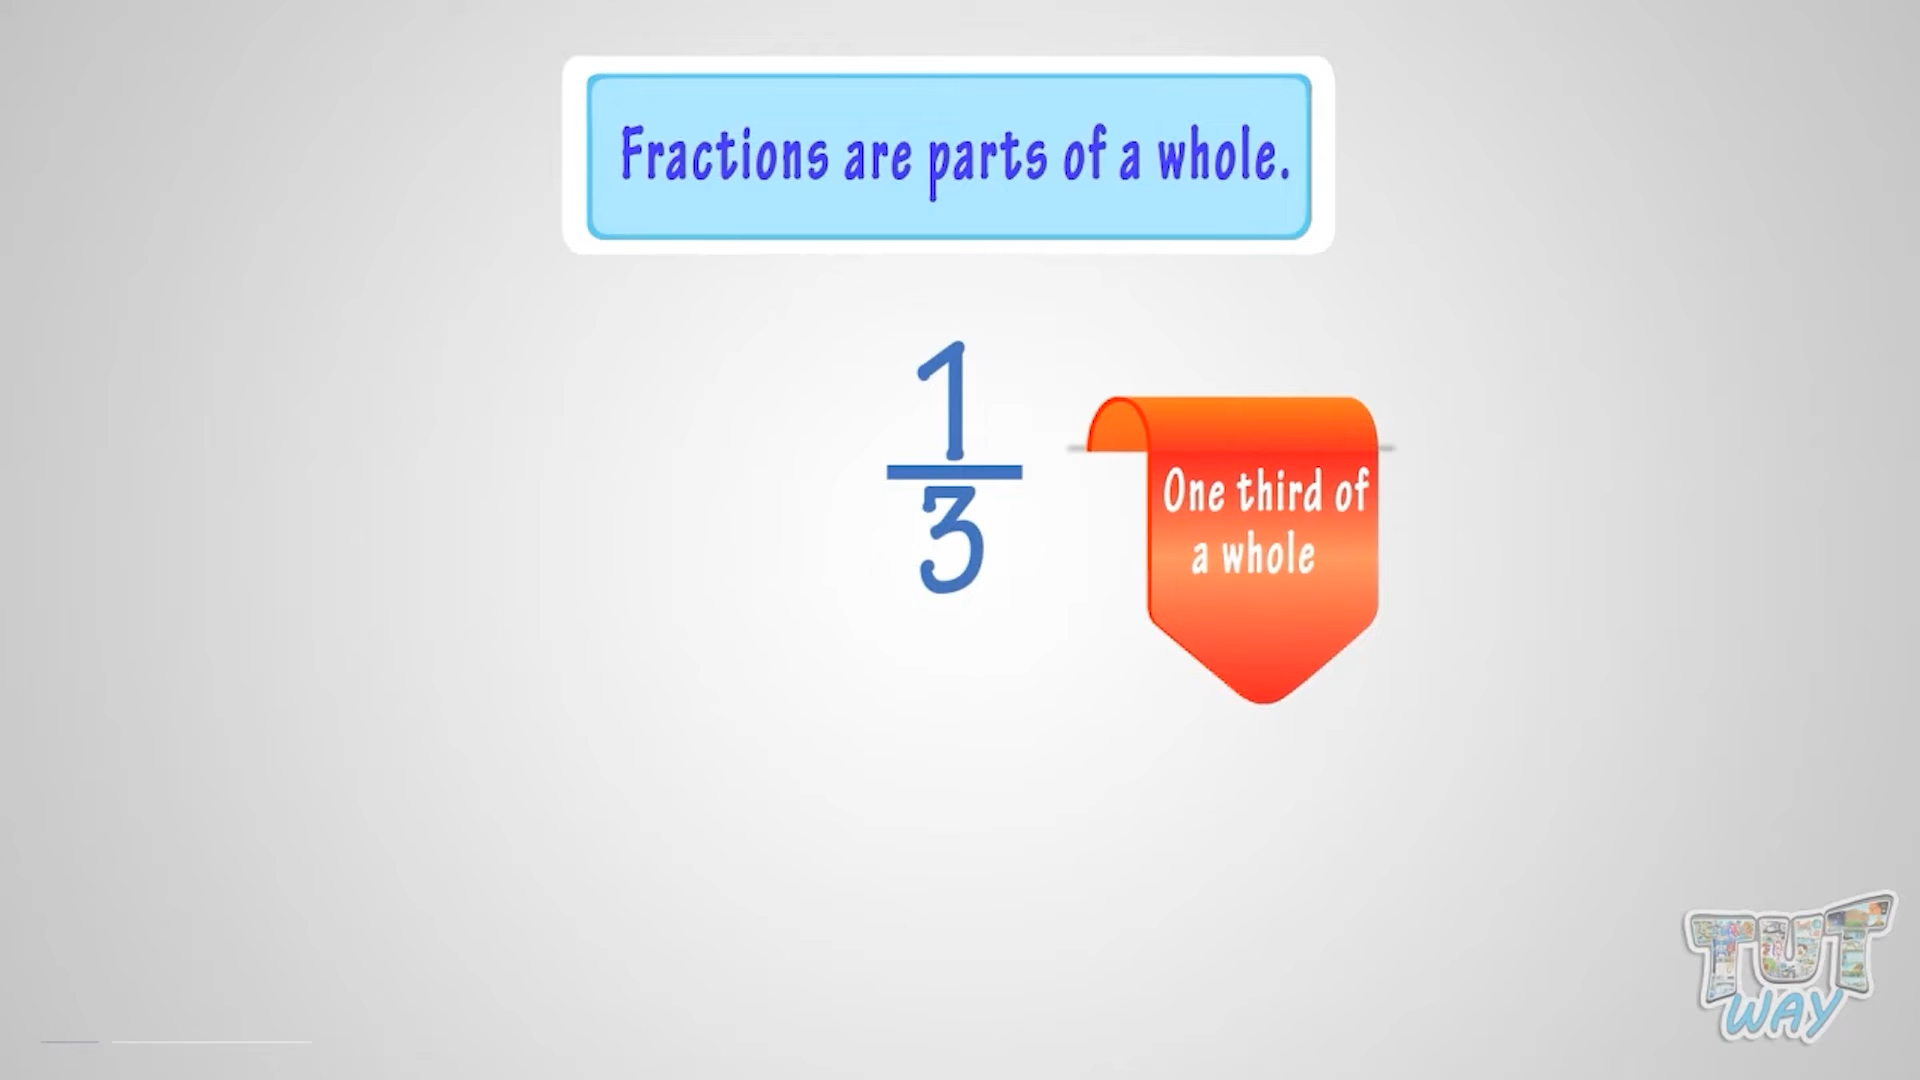 Fractions are parts of a whole.
1
3
One third of
a whole
TUT
WAY